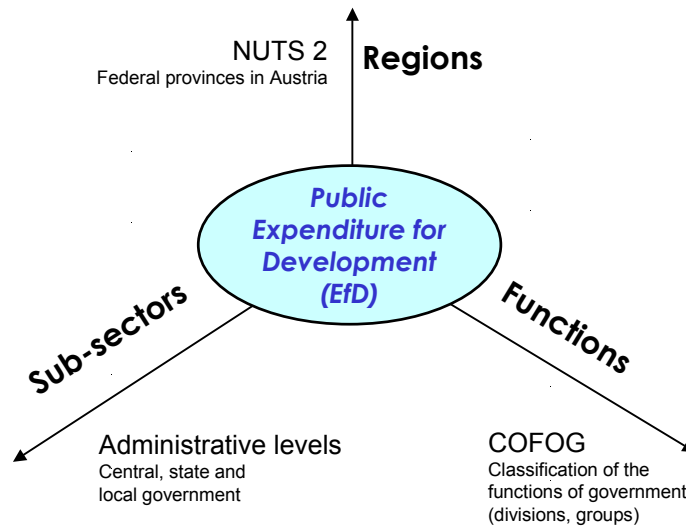 NUTS 2
Federal provinces in Austria
Regions
Public
Expenditure for
Development
(EfD)
Sub-sectors
Functions
Administrative levels
Central, state and
local government
COFOG
Classification of the
functions of government
(divisions, groups)